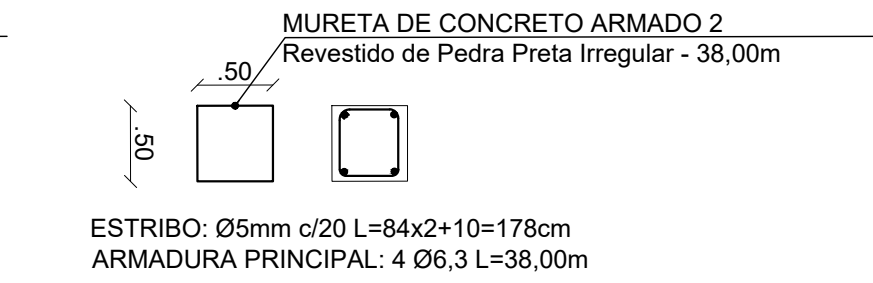 MURETA DE CONCRETO ARMADO 2
Revestido de Pedra Preta Irregular - 38,00m
.50
.50
ESTRIBO: Ø5mm c/20 L=84x2+10=178cm
ARMADURA PRINCIPAL: 4 Ø6,3 L=38,00m